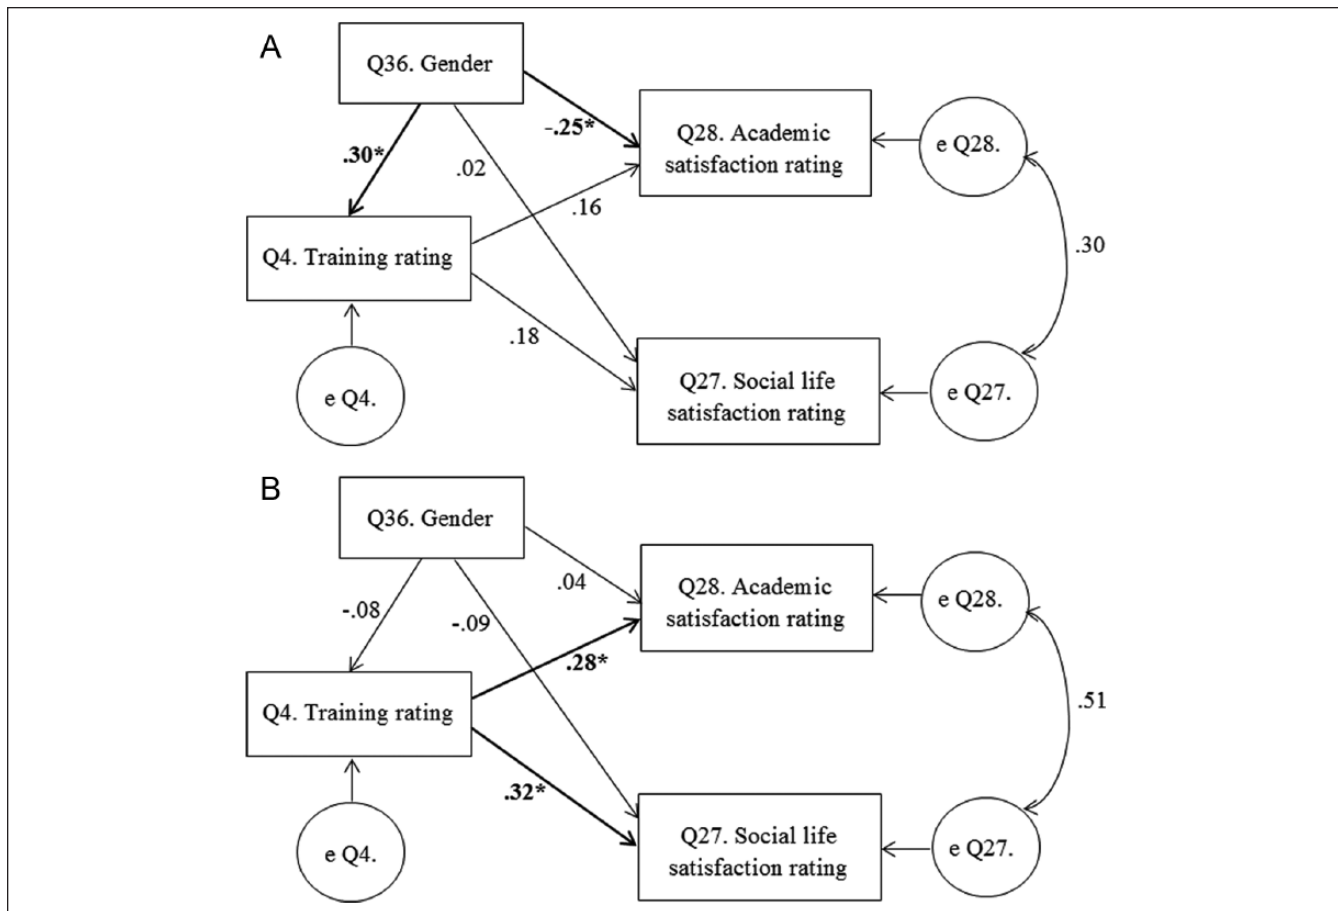 A
Q36. Gender
-.25*
Q28. Academic
satisfaction rating
e Q28.
.30*
.02
.16
Q4. Training rating
.30
.18
Q27. Social life
satisfaction rating
e Q27.
e Q4.
B
Q36. Gender
.04
Q28. Academic
satisfaction rating
e Q28.
-.08
-.09
.28*
Q4. Training rating
.51
.32*
Q27. Social life
satisfaction rating
e Q27.
e Q4.